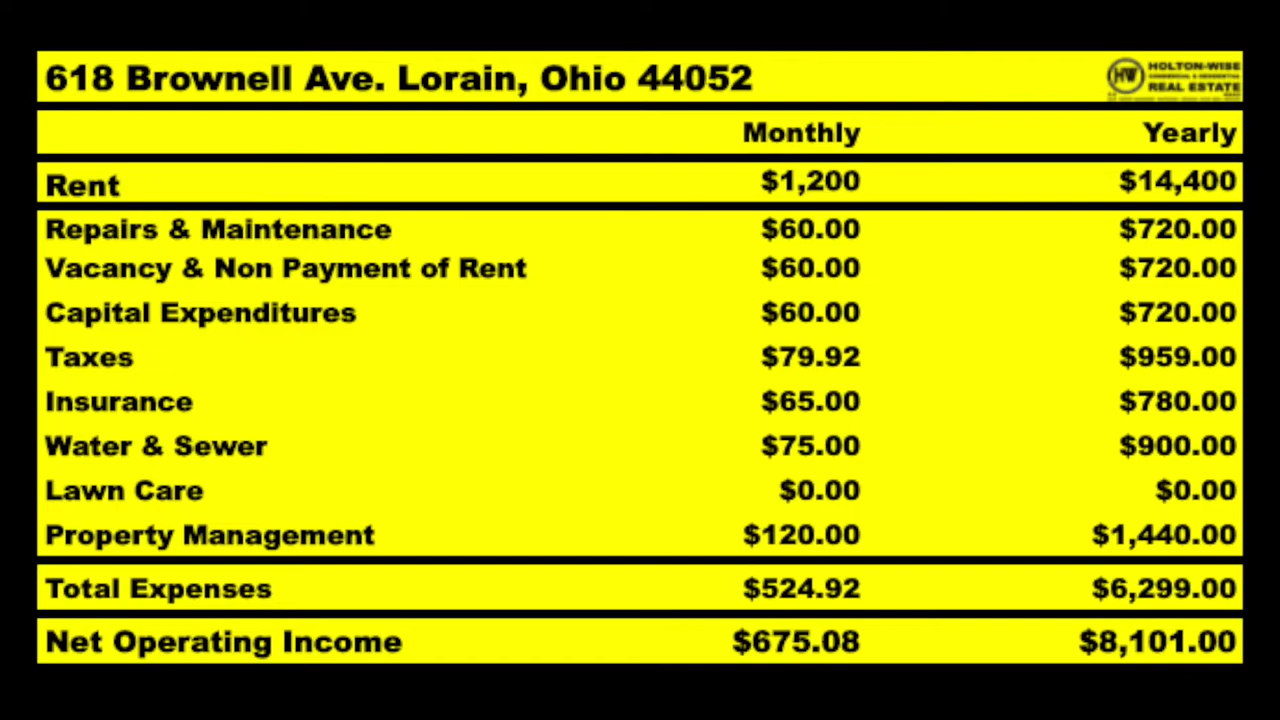 618 Brownell Ave. Lorain, Ohio 44052
HW HOLTON-WISE
COMMERCIAL & RESIDENTIAL
REAL ESTATE
Monthly Yearly
Rent $1,200 $14,400
Repairs & Maintenance $60.00 $720.00
Vacancy & Non Payment of Rent $60.00 $720.00
Capital Expenditures $60.00 $720.00
Taxes $79.92 $959.00
Insurance $65.00 $780.00
Water & Sewer $75.00 $900.00
Lawn Care $0.00 $0.00
Property Management $120.00 $1,440.00
Total Expenses $524.92 $6,299.00
Net Operating Income $675.08 $8,101.00